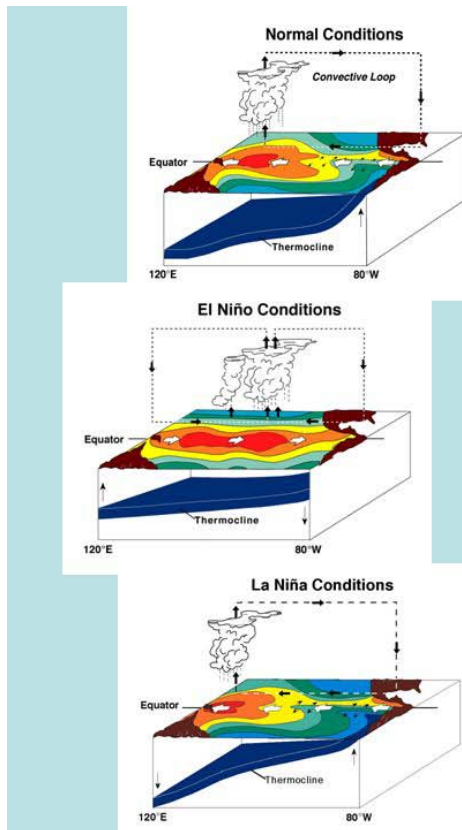 Normal Conditions
Convective Loop
Equator
Thermocline
120°E 80°W
El Niño Conditions
Equator
Thermocline
120°E 80°W
La Niña Conditions
Equator
Thermocline
120°E 80°W